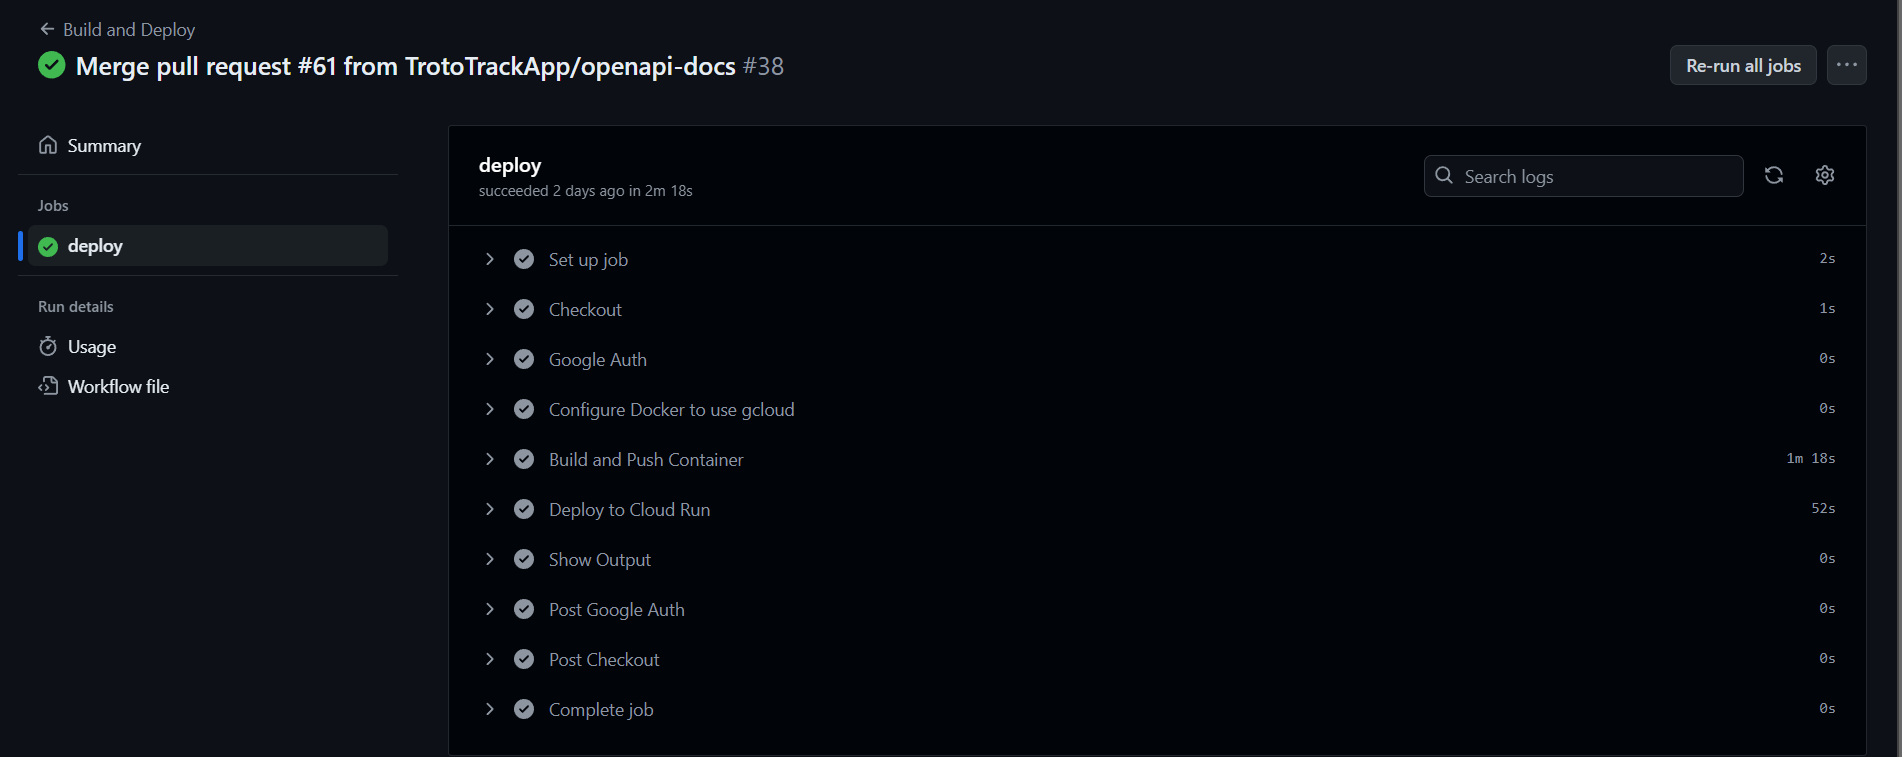 Build and Deploy
Merge pull request #61 from TrotoTrackApp/openapi-docs #38
Re-run all jobs
Summary
Jobs
deploy
Run details
Usage
Workflow file
deploy
succeeded 2 days ago in 2m 18s
Search logs
Set up job 2s
Checkout 1s
Google Auth 0s
Configure Docker to use gcloud 0s
Build and Push Container 1m 18s
Deploy to Cloud Run 52s
Show Output 0s
Post Google Auth 0s
Post Checkout 0s
Complete job 0s